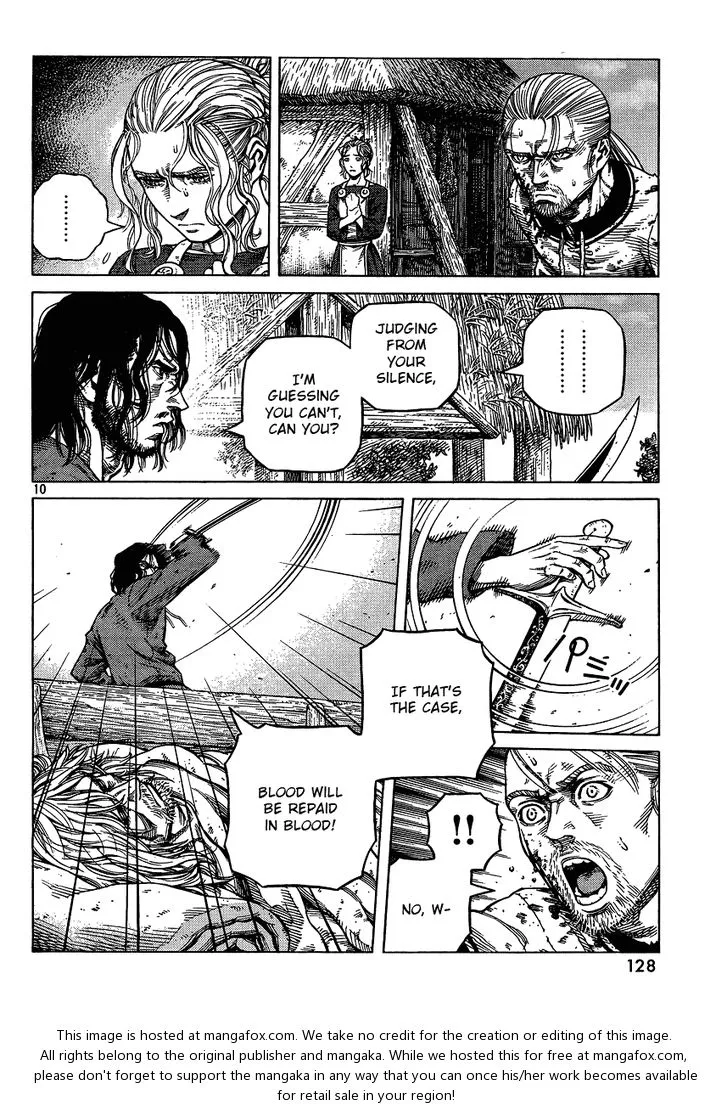 ......
........
JUDGING
FROM
YOUR
SILENCE,
I'M
GUESSING
YOU CAN'T,
CAN YOU?
10
IF THAT'S
THE CASE,
BLOOD WILL
BE REPAID
IN BLOOD!
!!
NO, W-
128
This image is hosted at mangafox.com. We take no credit for the creation or editing of this image.
All rights belong to the original publisher and mangaka. While we hosted this for free at mangafox.com,
please don't forget to support the mangaka in any way that you can once his/her work becomes available
for retail sale in your region!